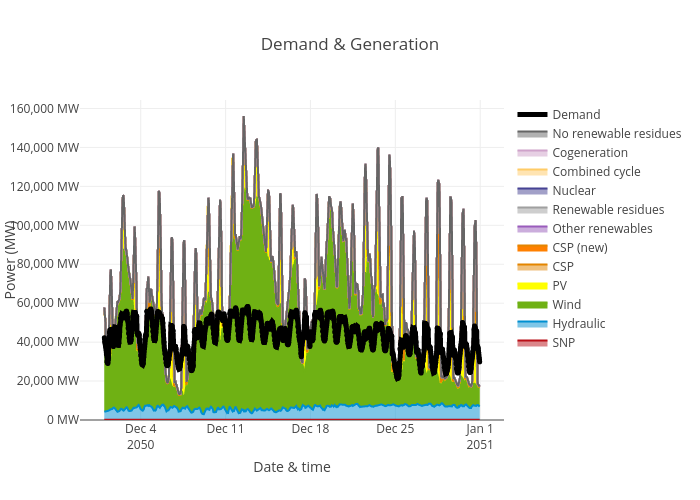 Demand & Generation
160,000 MW
140,000 MW
120,000 MW
100,000 MW
80,000 MW
60,000 MW
40,000 MW
20,000 MW
0 MW
Power (MW)
Dec 4
2050
Dec 11
Dec 18
Dec 25
Jan 1
2051
Date & time
Demand
No renewable residues
Cogeneration
Combined cycle
Nuclear
Renewable residues
Other renewables
CSP (new)
CSP
PV
Wind
Hydraulic
SNP